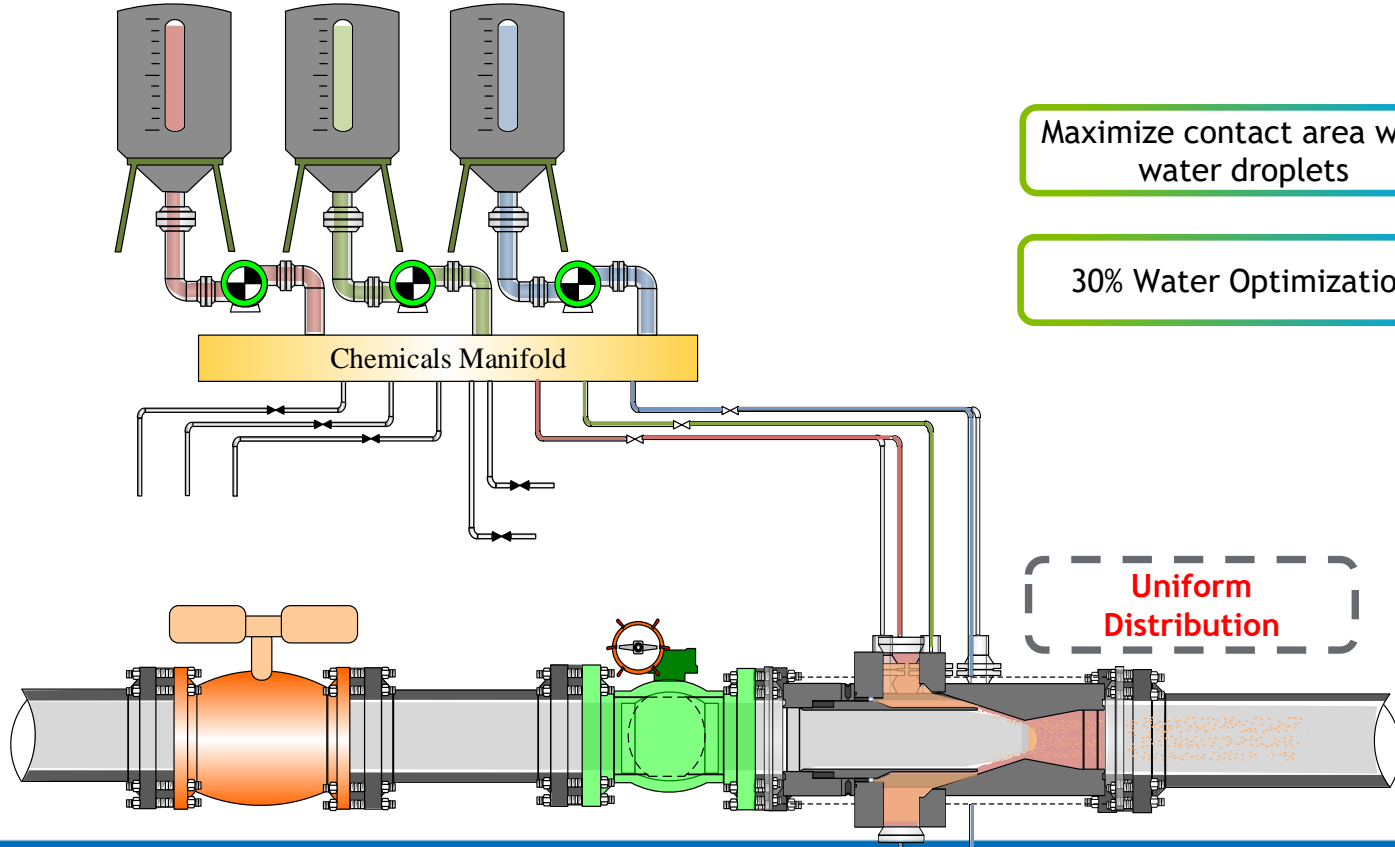 Maximize contact area w
water droplets
30% Water Optimizatio
Chemicals Manifold
Uniform
Distribution